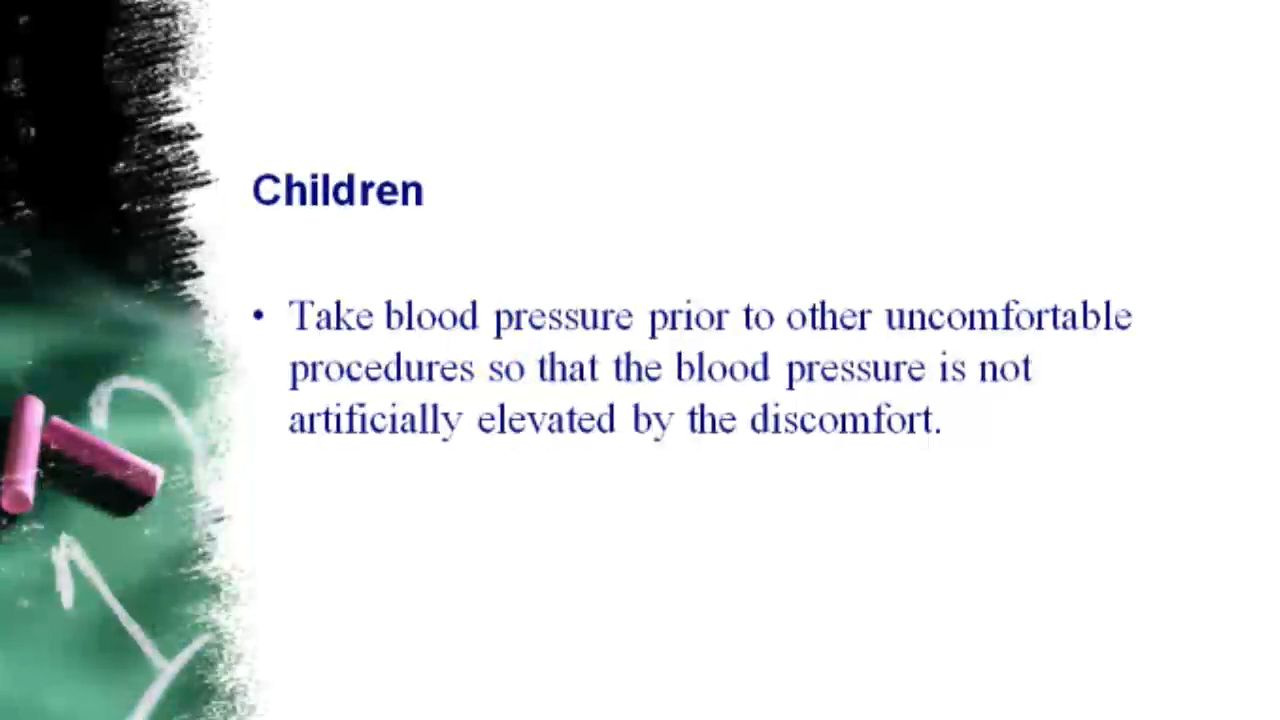 Children
• Take blood pressure prior to other uncomfortable
procedures so that the blood pressure is not
artificially elevated by the discomfort.